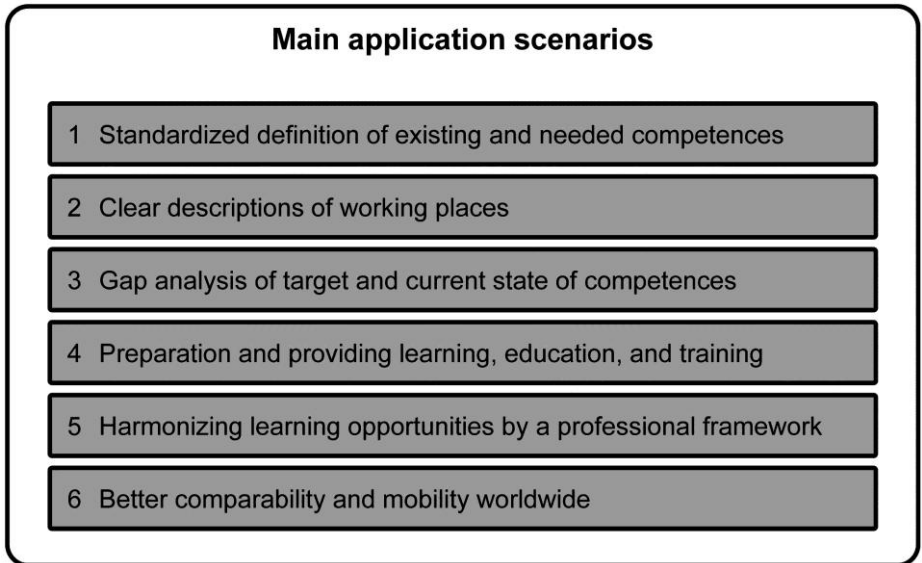 Main application scenarios
1 Standardized definition of existing and needed competences
2 Clear descriptions of working places
3 Gap analysis of target and current state of competences
4 Preparation and providing learning, education, and training
5 Harmonizing learning opportunities by a professional framework
6 Better comparability and mobility worldwide